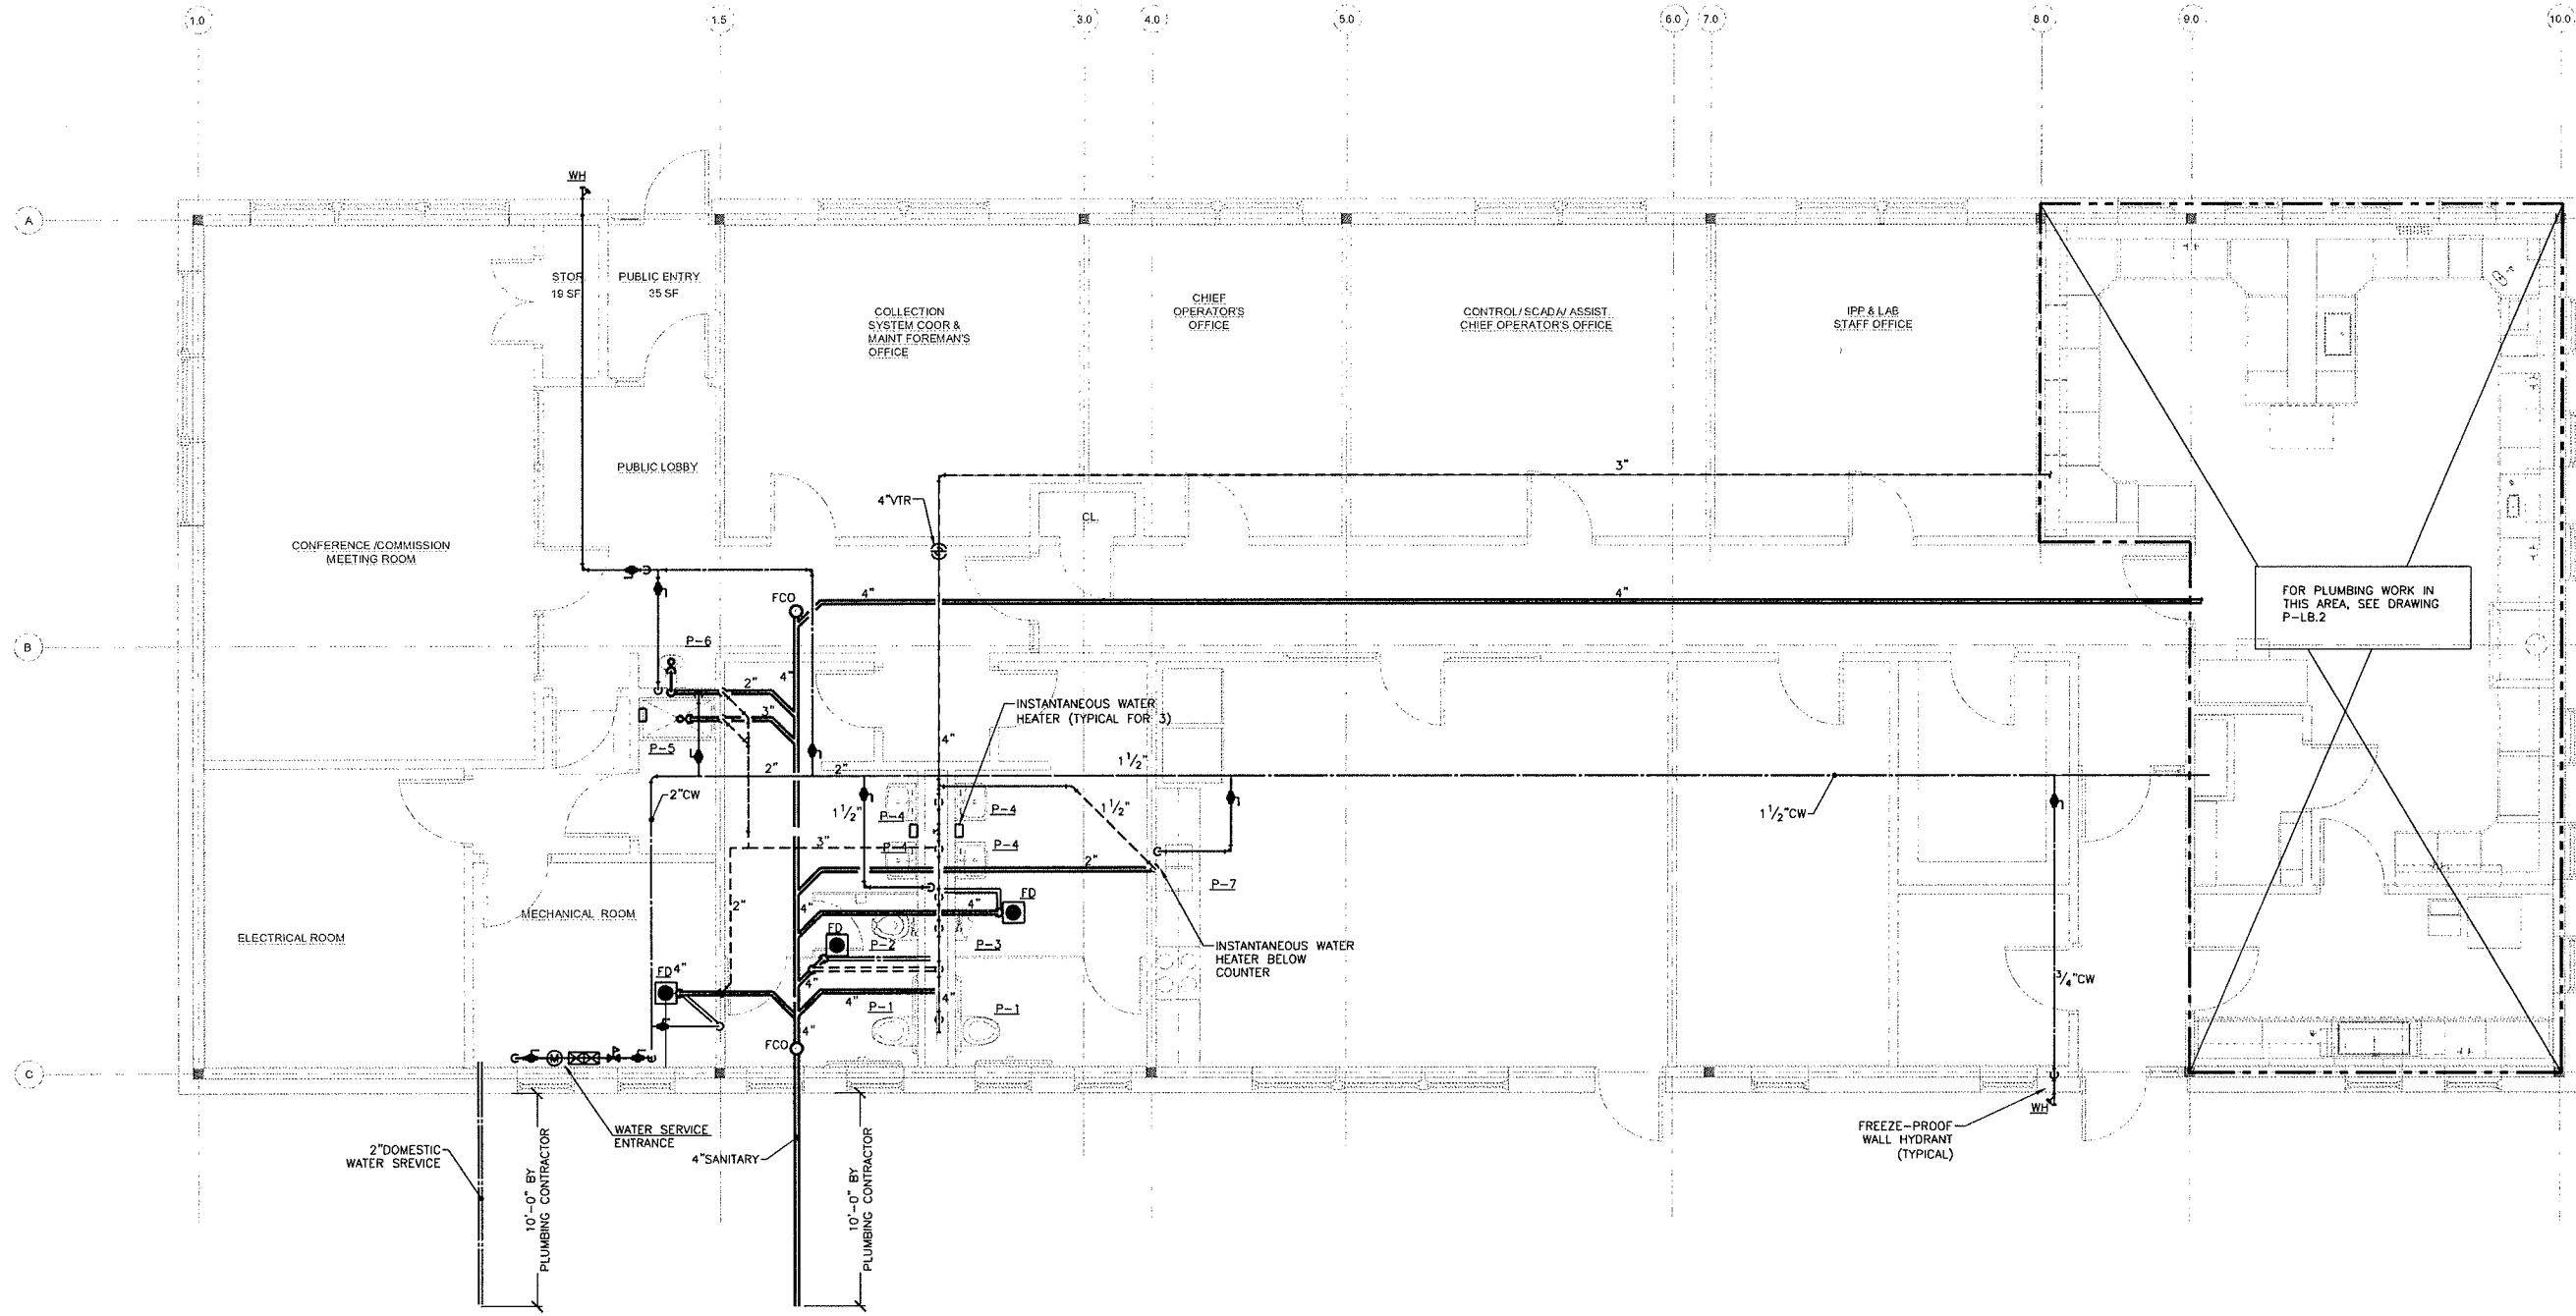 1.0
1.5
3.0
4.0
5.0
6.0
7.0
8.0
9.0
10.0
WH
A
STOR
19 SF
PUBLIC ENTRY
35 SF
COLLECTION
SYSTEM COOR &
MAINT FOREMAN'S
OFFICE
CHIEF
OPERATOR'S
OFFICE
CONTROL/SCADA/ ASSIST.
CHIEF OPERATOR'S OFFICE
IPP & LAB
STAFF OFFICE
PUBLIC LOBBY
3"
4"VTR
CL.
CONFERENCE /COMMISSION
MEETING ROOM
FCO
4"
4"
FOR PLUMBING WORK IN
THIS AREA, SEE DRAWING
P-LB.2
B
P-6
4"
2"
3"
INSTANTANEOUS WATER
HEATER (TYPICAL FOR 3)
P-5
4"
2"
2"
1 1/2"
2"CW
1 1/2"
P-4
P-4
1 1/2"
1 1/2"CW
3"
P-4
P-4
2"
P-7
2"
4"
4"
FD
MECHANICAL ROOM
ELECTRICAL ROOM
FD
P-2
P-3
INSTANTANEOUS WATER
HEATER BELOW
COUNTER
FD
4"
4"
4"
4"
P-1
P-1
3/4"CW
4"
FCO
C
WH
WATER SERVICE
ENTRANCE
FREEZE-PROOF
WALL HYDRANT
(TYPICAL)
2"DOMESTIC
WATER SREVICE
4"SANITARY
10'-0" BY
PLUMBING CONTRACTOR
10'-0" BY
PLUMBING CONTRACTOR
M